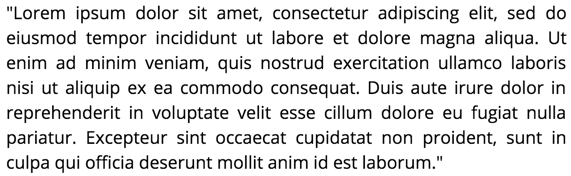 "Lorem ipsum dolor sit amet, consectetur adipiscing elit, sed do
eiusmod tempor incididunt ut labore et dolore magna aliqua. Ut
enim ad minim veniam, quis nostrud exercitation ullamco laboris
nisi ut aliquip ex ea commodo consequat. Duis aute irure dolor in
reprehenderit in voluptate velit esse cillum dolore eu fugiat nulla
pariatur. Excepteur sint occaecat cupidatat non proident, sunt in
culpa qui officia deserunt mollit anim id est laborum."